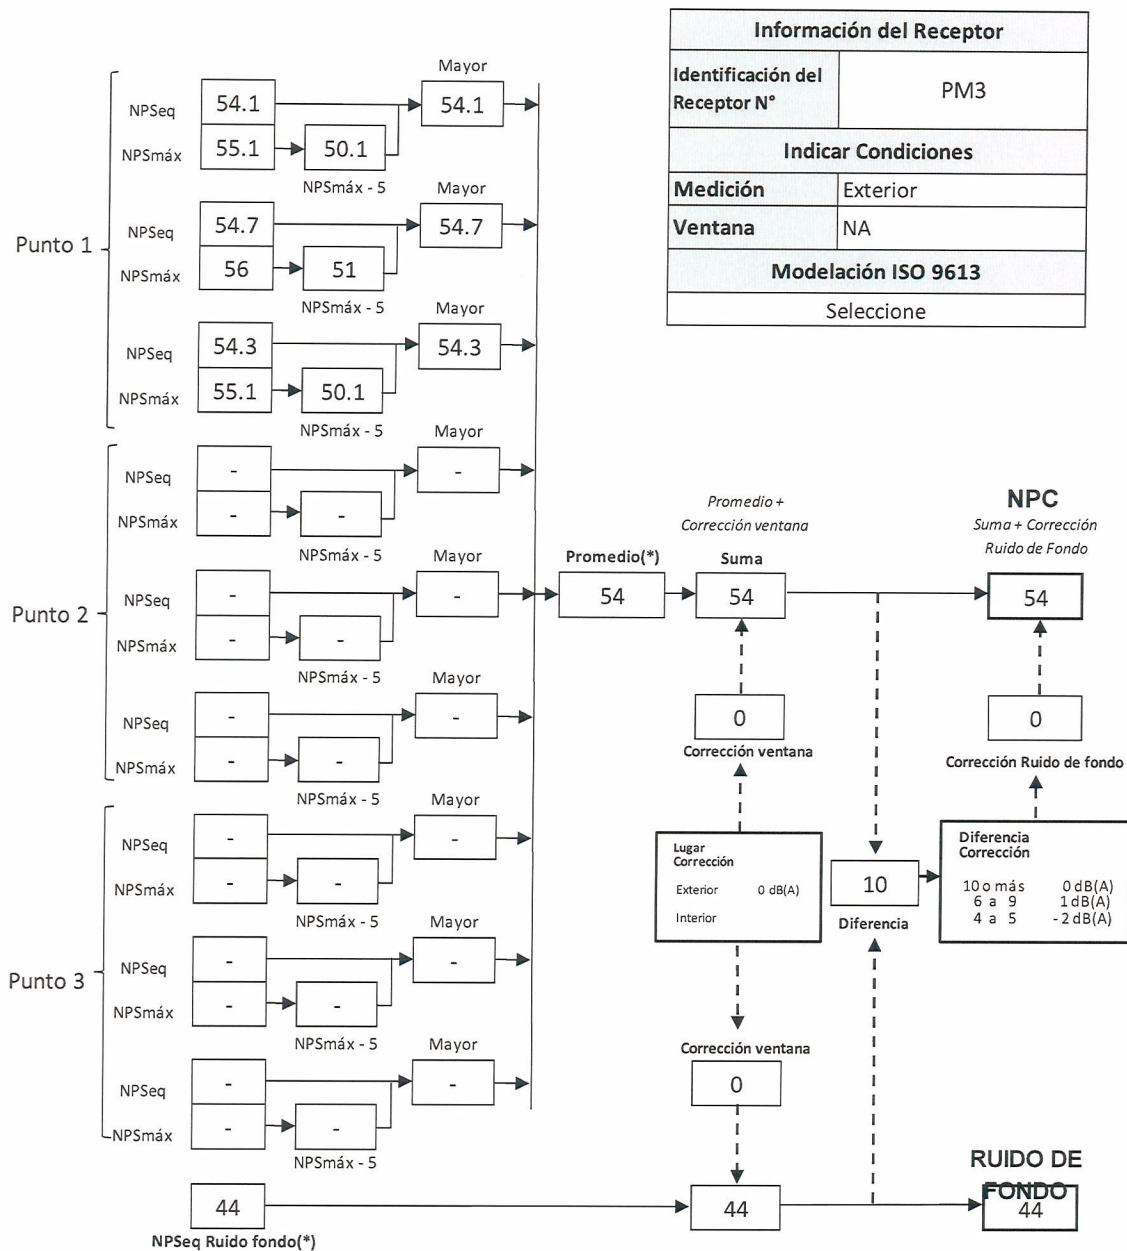 Información del Receptor
Identificación del Receptor N° PM3
Indicar Condiciones
Medición Exterior
Ventana NA
Modelación ISO 9613
Seleccione
Punto 1
Mayor
NPSeq 54.1 54.1
NPSmáx 55.1 50.1
NPSmáx - 5
Mayor
NPSeq 54.7 54.7
NPSmáx 56 51
NPSmáx - 5
Mayor
NPSeq 54.3 54.3
NPSmáx 55.1 50.1
NPSmáx - 5
Punto 2
Mayor
NPSeq - -
NPSmáx - -
NPSmáx - 5
Mayor
NPSeq - -
NPSmáx - -
NPSmáx - 5
Mayor
NPSeq - -
NPSmáx - -
NPSmáx - 5
Punto 3
Mayor
NPSeq - -
NPSmáx - -
NPSmáx - 5
Mayor
NPSeq - -
NPSmáx - -
NPSmáx - 5
Mayor
NPSeq - -
NPSmáx - -
NPSmáx - 5
Promedio(*)
54
Promedio +
Corrección ventana
Suma
54
0
Corrección ventana
NPC
Suma + Corrección
Ruido de Fondo
54
0
Corrección Ruido de fondo
Lugar
Corrección
Exterior 0 dB(A)
Interior
10
Diferencia
Diferencia
Corrección
10 o más 0 dB(A)
6 a 9 1 dB(A)
4 a 5 - 2 dB(A)
Corrección ventana
0
44
NPSeq Ruido fondo(*)
44
RUIDO DE
FONDO
44